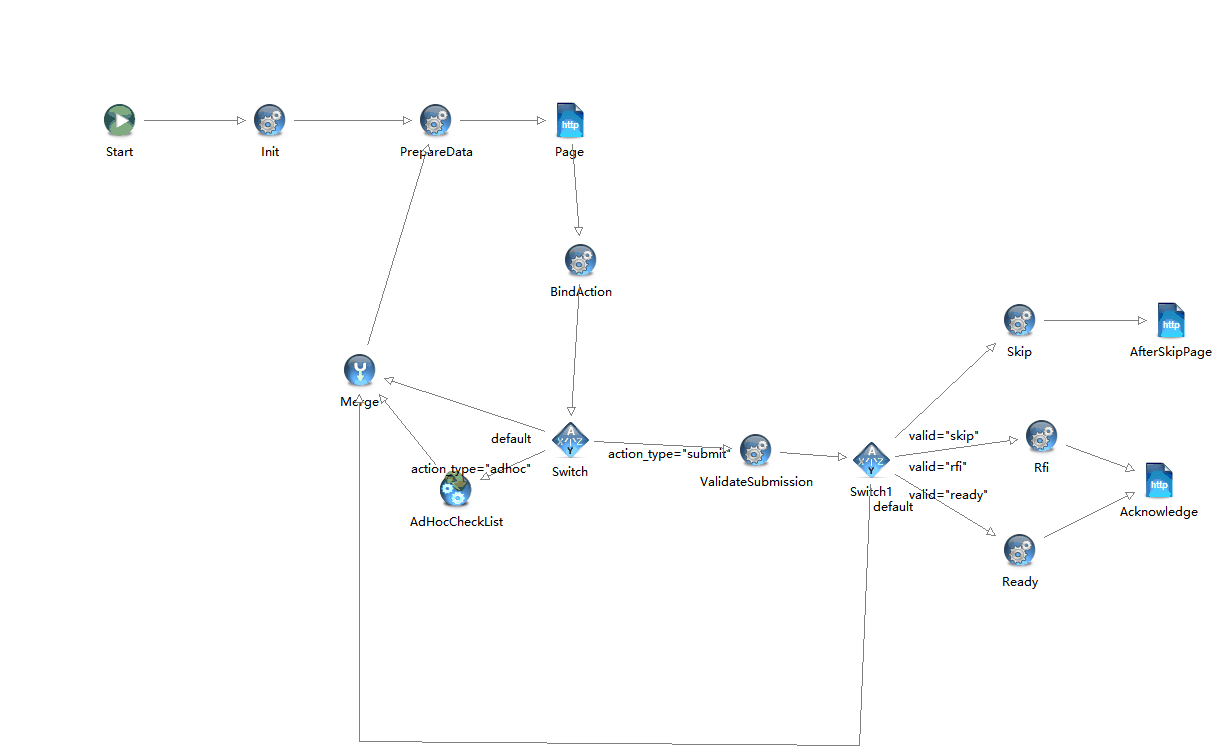 http
Start
Init
PrepareData
Page
BindAction
http
Skip
AfterSkipPage
Merge
A
X Z
Y
default
Switch
action_type="adhoc"
AdHocCheckList
action_type="submit"
ValidateSubmission
A
X Z
Y
Switch1
default
valid="skip"
valid="rfi"
valid="ready"
Rfi
http
Acknowledge
Ready